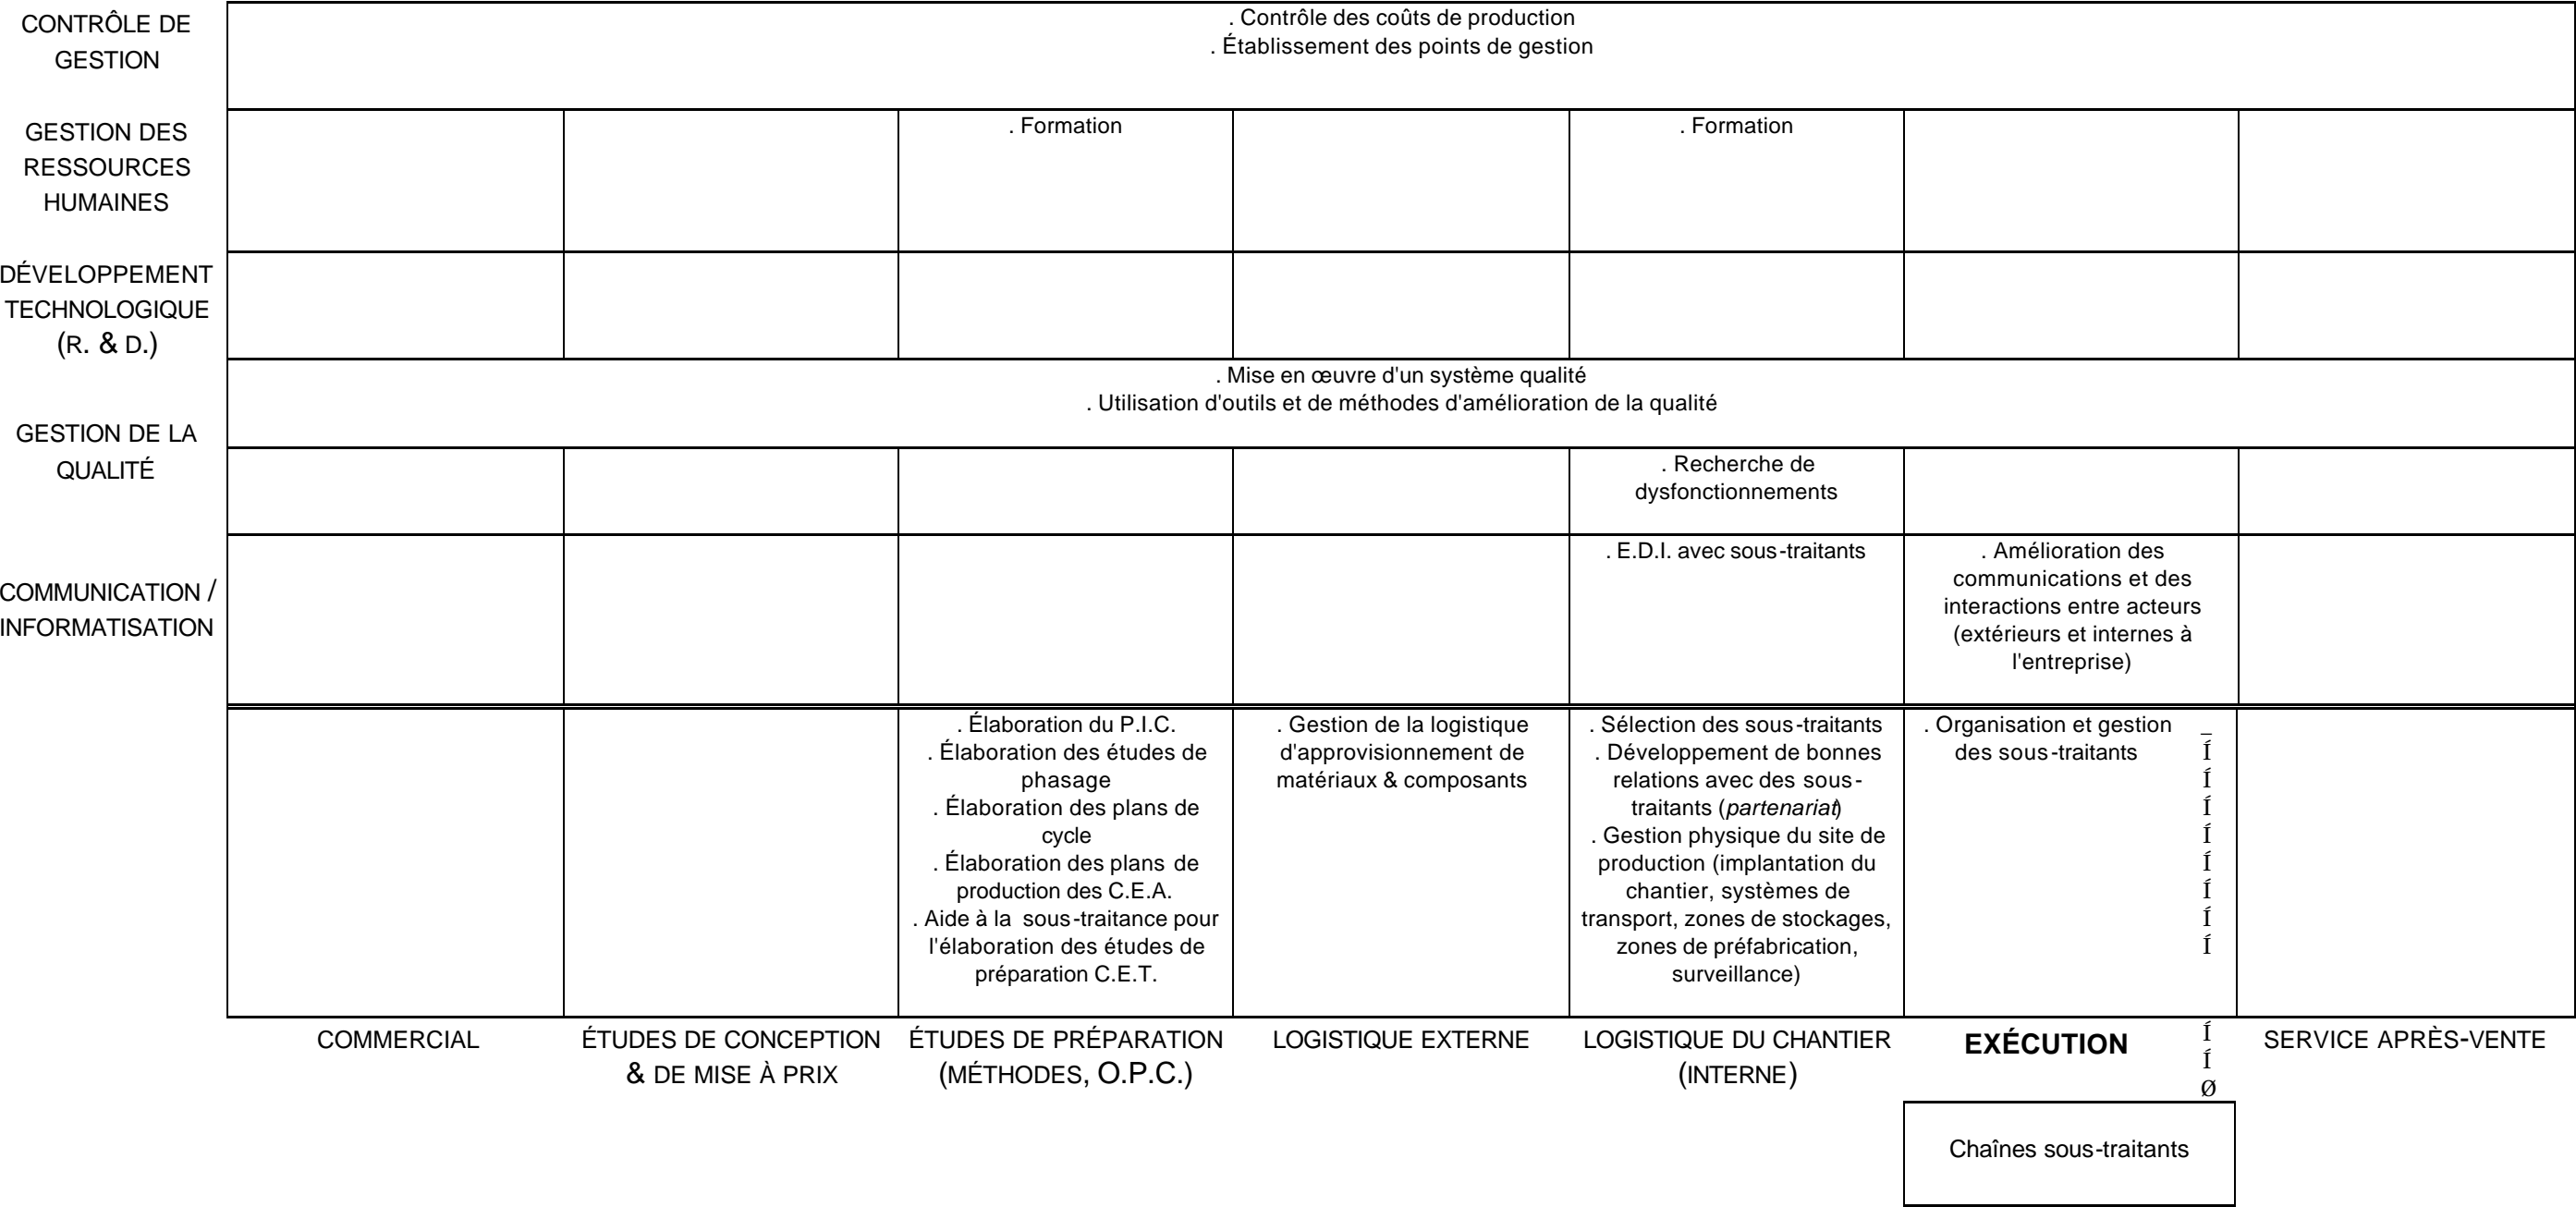 CONTRÔLE DE
GESTION
. Contrôle des coûts de production
. Établissement des points de gestion
GESTION DES
RESSOURCES
HUMAINES
. Formation
. Formation
DÉVELOPPEMENT
TECHNOLOGIQUE
(R. & D.)
GESTION DE LA
QUALITÉ
. Mise en œuvre d'un système qualité
. Utilisation d'outils et de méthodes d'amélioration de la qualité
. Recherche de
dysfonctionnements
COMMUNICATION /
INFORMATISATION
. E.D.I. avec sous-traitants
. Amélioration des
communications et des
interactions entre acteurs
(extérieurs et internes à
l'entreprise)
. Élaboration du P.I.C.
. Élaboration des études de
phasage
. Élaboration des plans de
cycle
. Élaboration des plans de
production des C.E.A.
. Aide à la sous-traitance pour
l'élaboration des études de
préparation C.E.T.
. Gestion de la logistique
d'approvisionnement de
matériaux & composants
. Sélection des sous-traitants
. Développement de bonnes
relations avec des sous-
traitants (partenariat)
. Gestion physique du site de
production (implantation du
chantier, systèmes de
transport, zones de stockages,
zones de préfabrication,
surveillance)
. Organisation et gestion
des sous-traitants
_
Í
Í
Í
Í
Í
Í
Í
Í
COMMERCIAL
ÉTUDES DE CONCEPTION
& DE MISE À PRIX
ÉTUDES DE PRÉPARATION
(MÉTHODES, O.P.C.)
LOGISTIQUE EXTERNE
LOGISTIQUE DU CHANTIER
(INTERNE)
EXÉCUTION
Í
Í
Ø
SERVICE APRÈS-VENTE
Chaînes sous-traitants